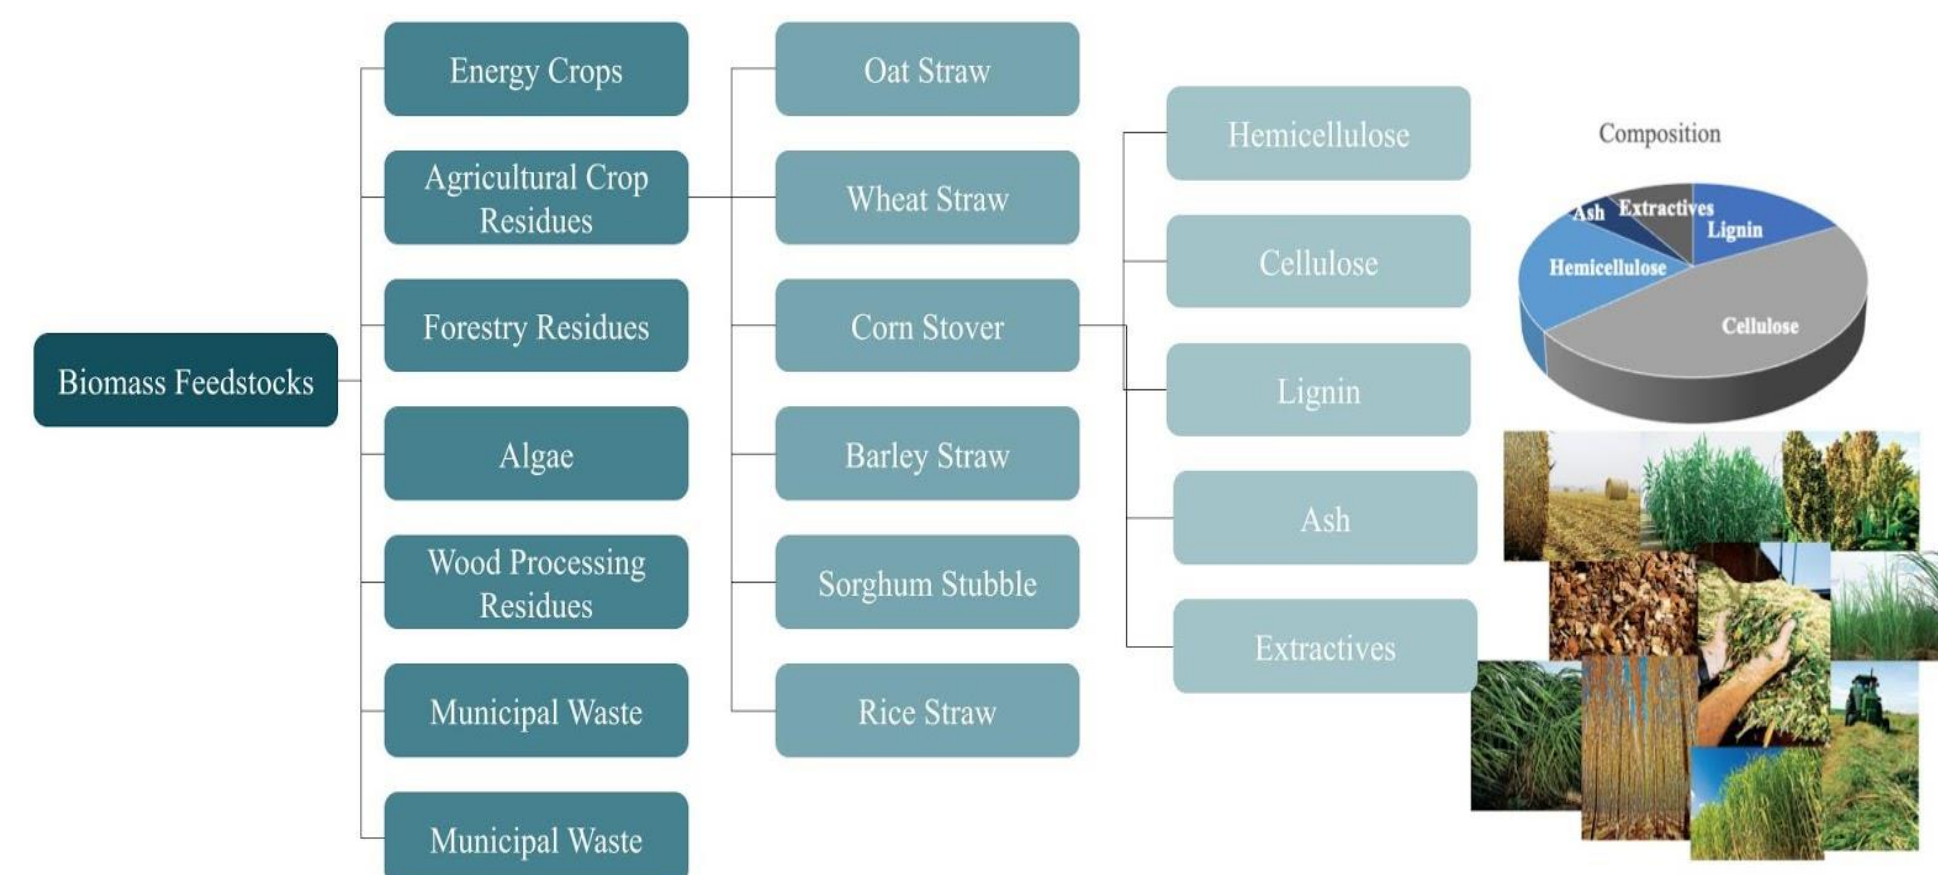 Biomass Feedstocks
Energy Crops
Agricultural Crop
Residues
Forestry Residues
Algae
Wood Processing
Residues
Municipal Waste
Municipal Waste
Oat Straw
Wheat Straw
Corn Stover
Barley Straw
Sorghum Stubble
Rice Straw
Hemicellulose
Cellulose
Lignin
Ash
Extractives
Composition
Ash
Extractives
Lignin
Hemicellulose
Cellulose